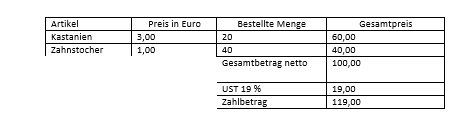 Artikel Preis in Euro Bestellte Menge Gesamtpreis
Kastanien 3,00 20 60,00
Zahnstocher 1,00 40 40,00
Gesamtbetrag netto 100,00
UST 19 % 19,00
Zahlbetrag 119,00